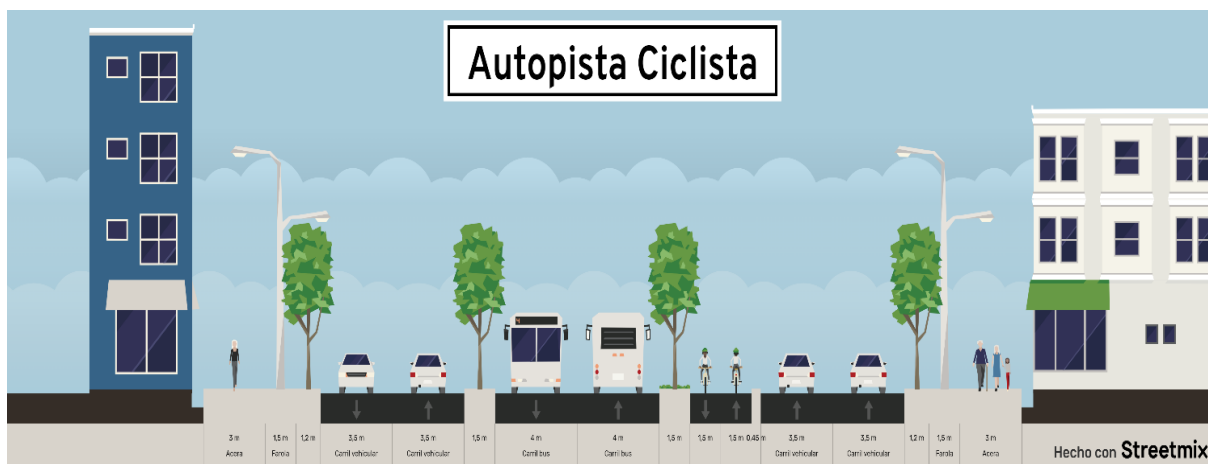 Autopista Ciclista
3 m 1,5 m 1,2 m 3,5 m 3,5 m 1,5 m 4 m 4 m 1,5 m 1,5 m 1,5 m 0.45 m 3,5 m 3,5 m 1,2 m 1,5 m 3 m
Acera Farola Carril vehicular Carril vehicular Carril bus Carril bus Carril vehicular Carril vehicular Farola Acera
Hecho con Streetmix